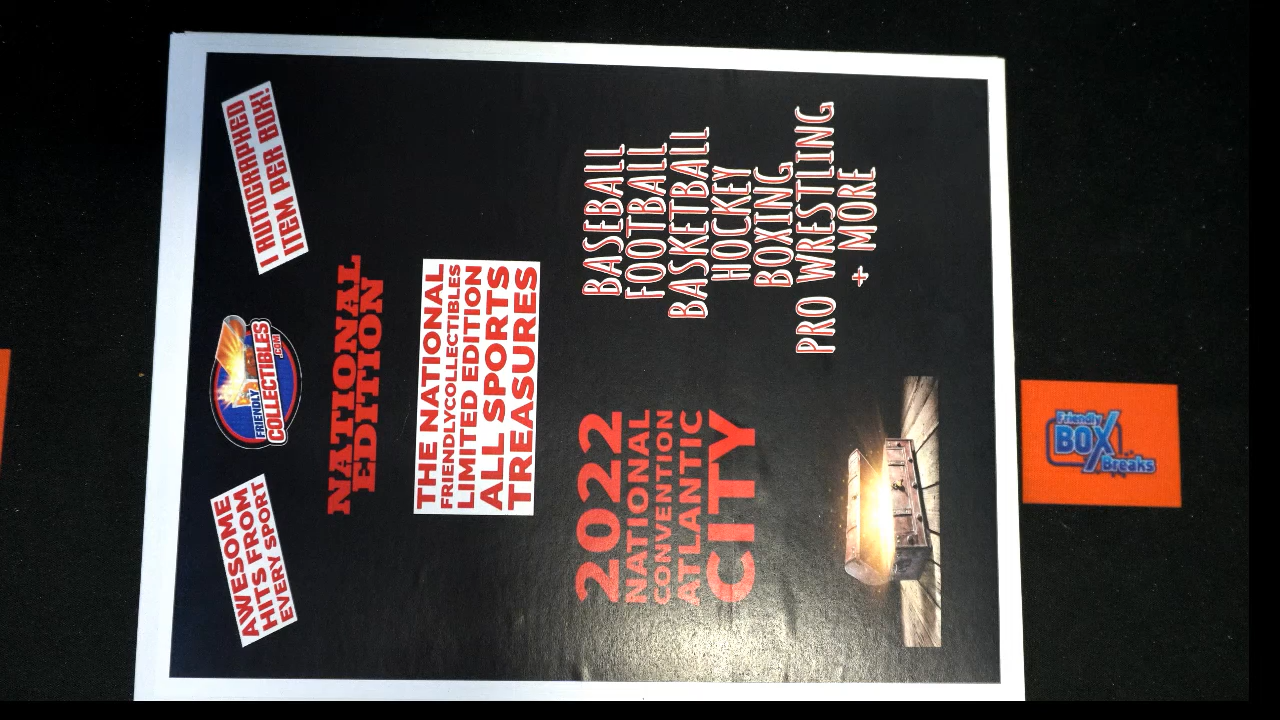 AWESOME
HITS FROM
EVERY SPORT
FRIENDLY
COLLECTIBLES
.COM
1 AUTOGRAPHED
ITEM PER BOX!
NATIONAL
EDITION
THE NATIONAL
FRIENDLYCOLLECTIBLES
LIMITED EDITION
ALL SPORTS
TREASURES
2022
NATIONAL
CONVENTION
ATLANTIC
CITY
BASEBALL
FOOTBALL
BASKETBALL
HOCKEY
BOXING
PRO WRESTLING
+ MORE
Friendly
BOX
Breaks